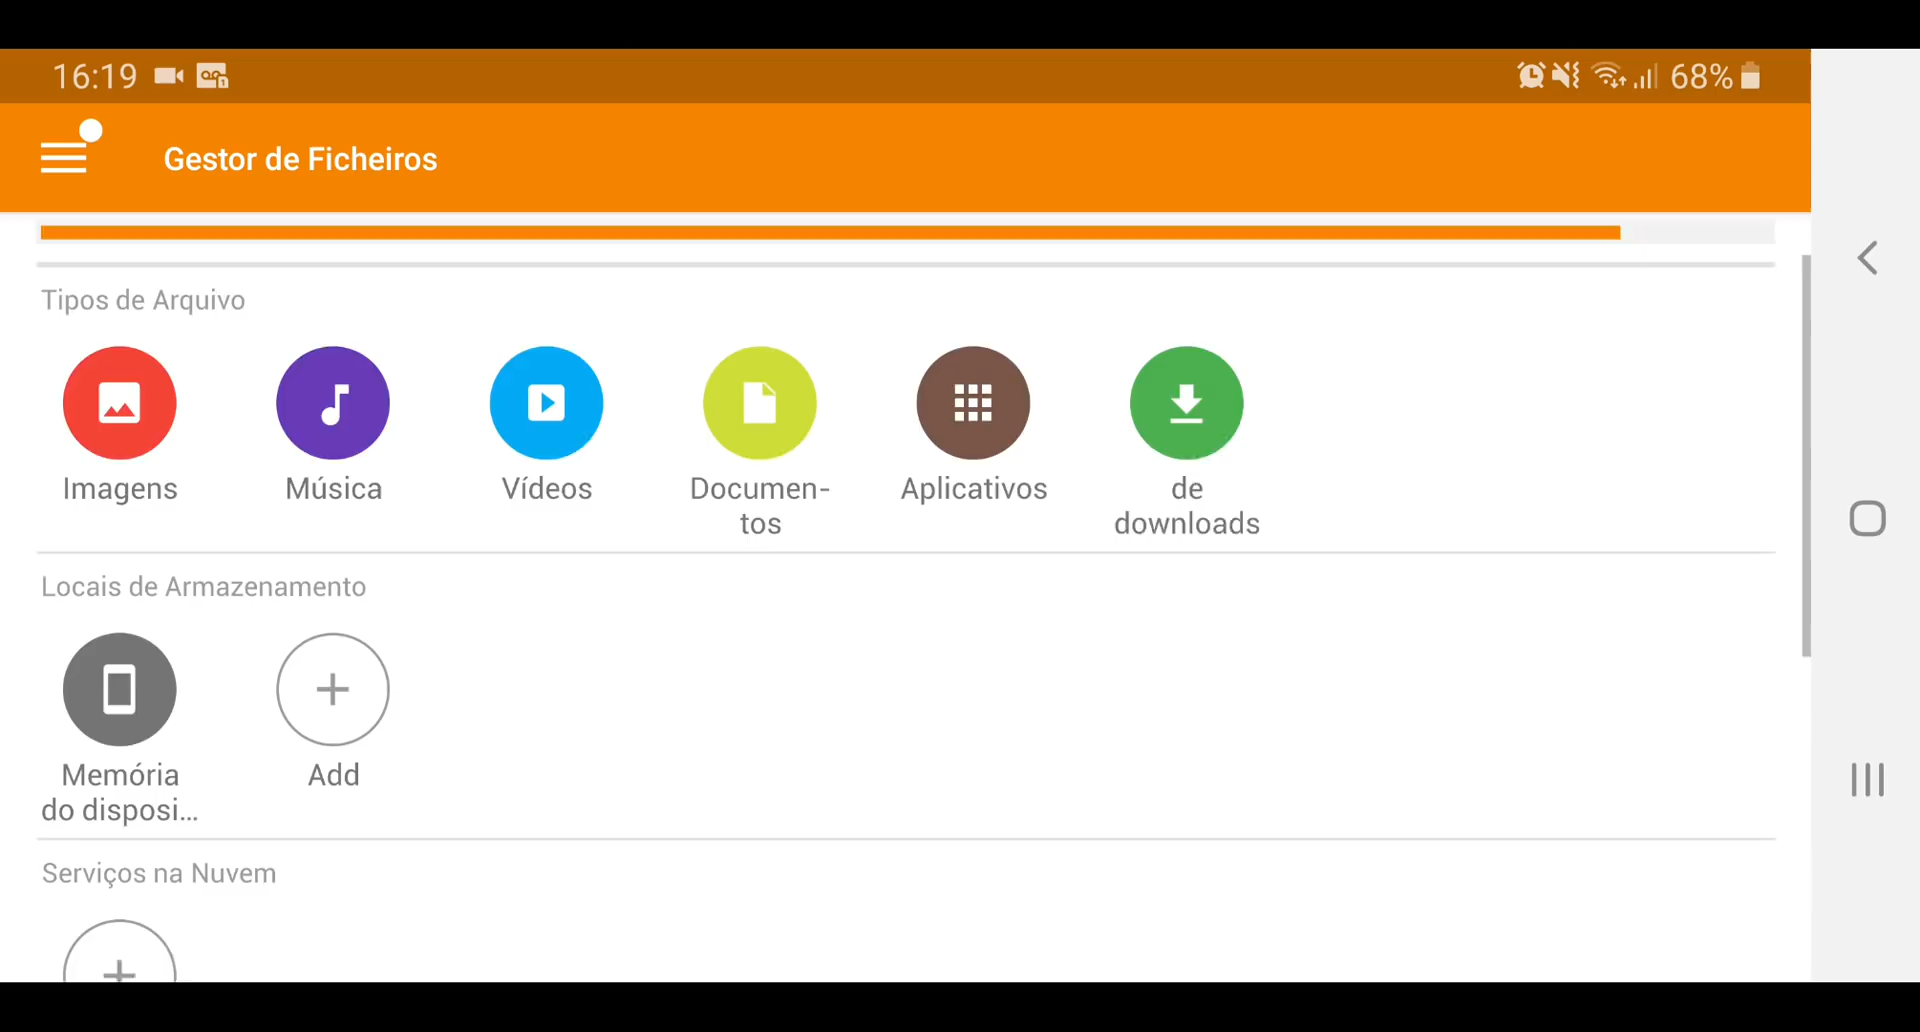 16:19
68%
Gestor de Ficheiros
Tipos de Arquivo
Imagens
Música
Vídeos
Documen-
tos
Aplicativos
de
downloads
Locais de Armazenamento
Memória
do disposi...
Add
Serviços na Nuvem